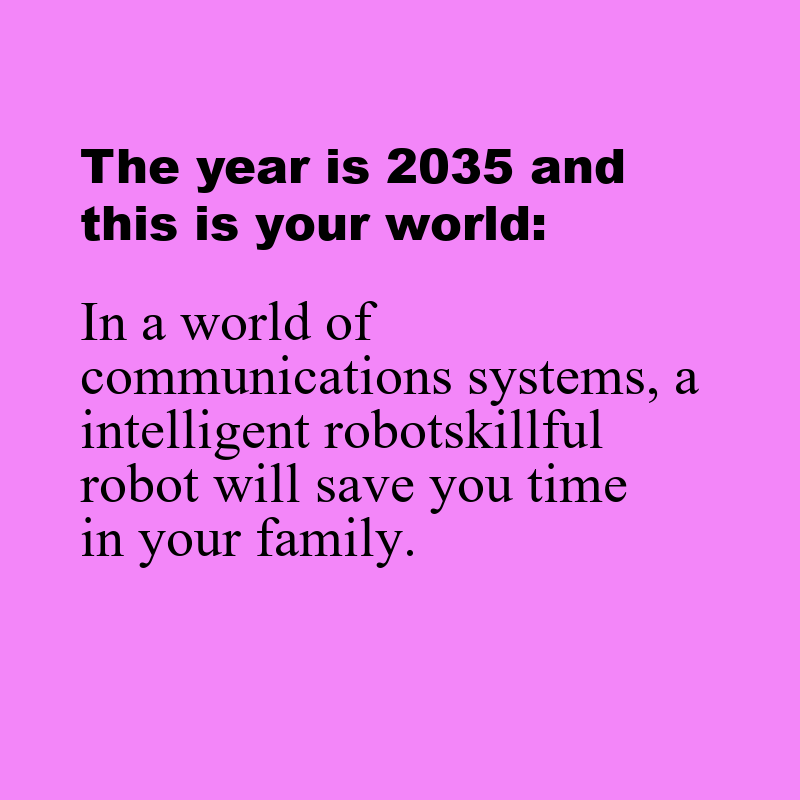 The year is 2035 and
this is your world:
In a world of
communications systems, a
intelligent robotskillful
robot will save you time
in your family.